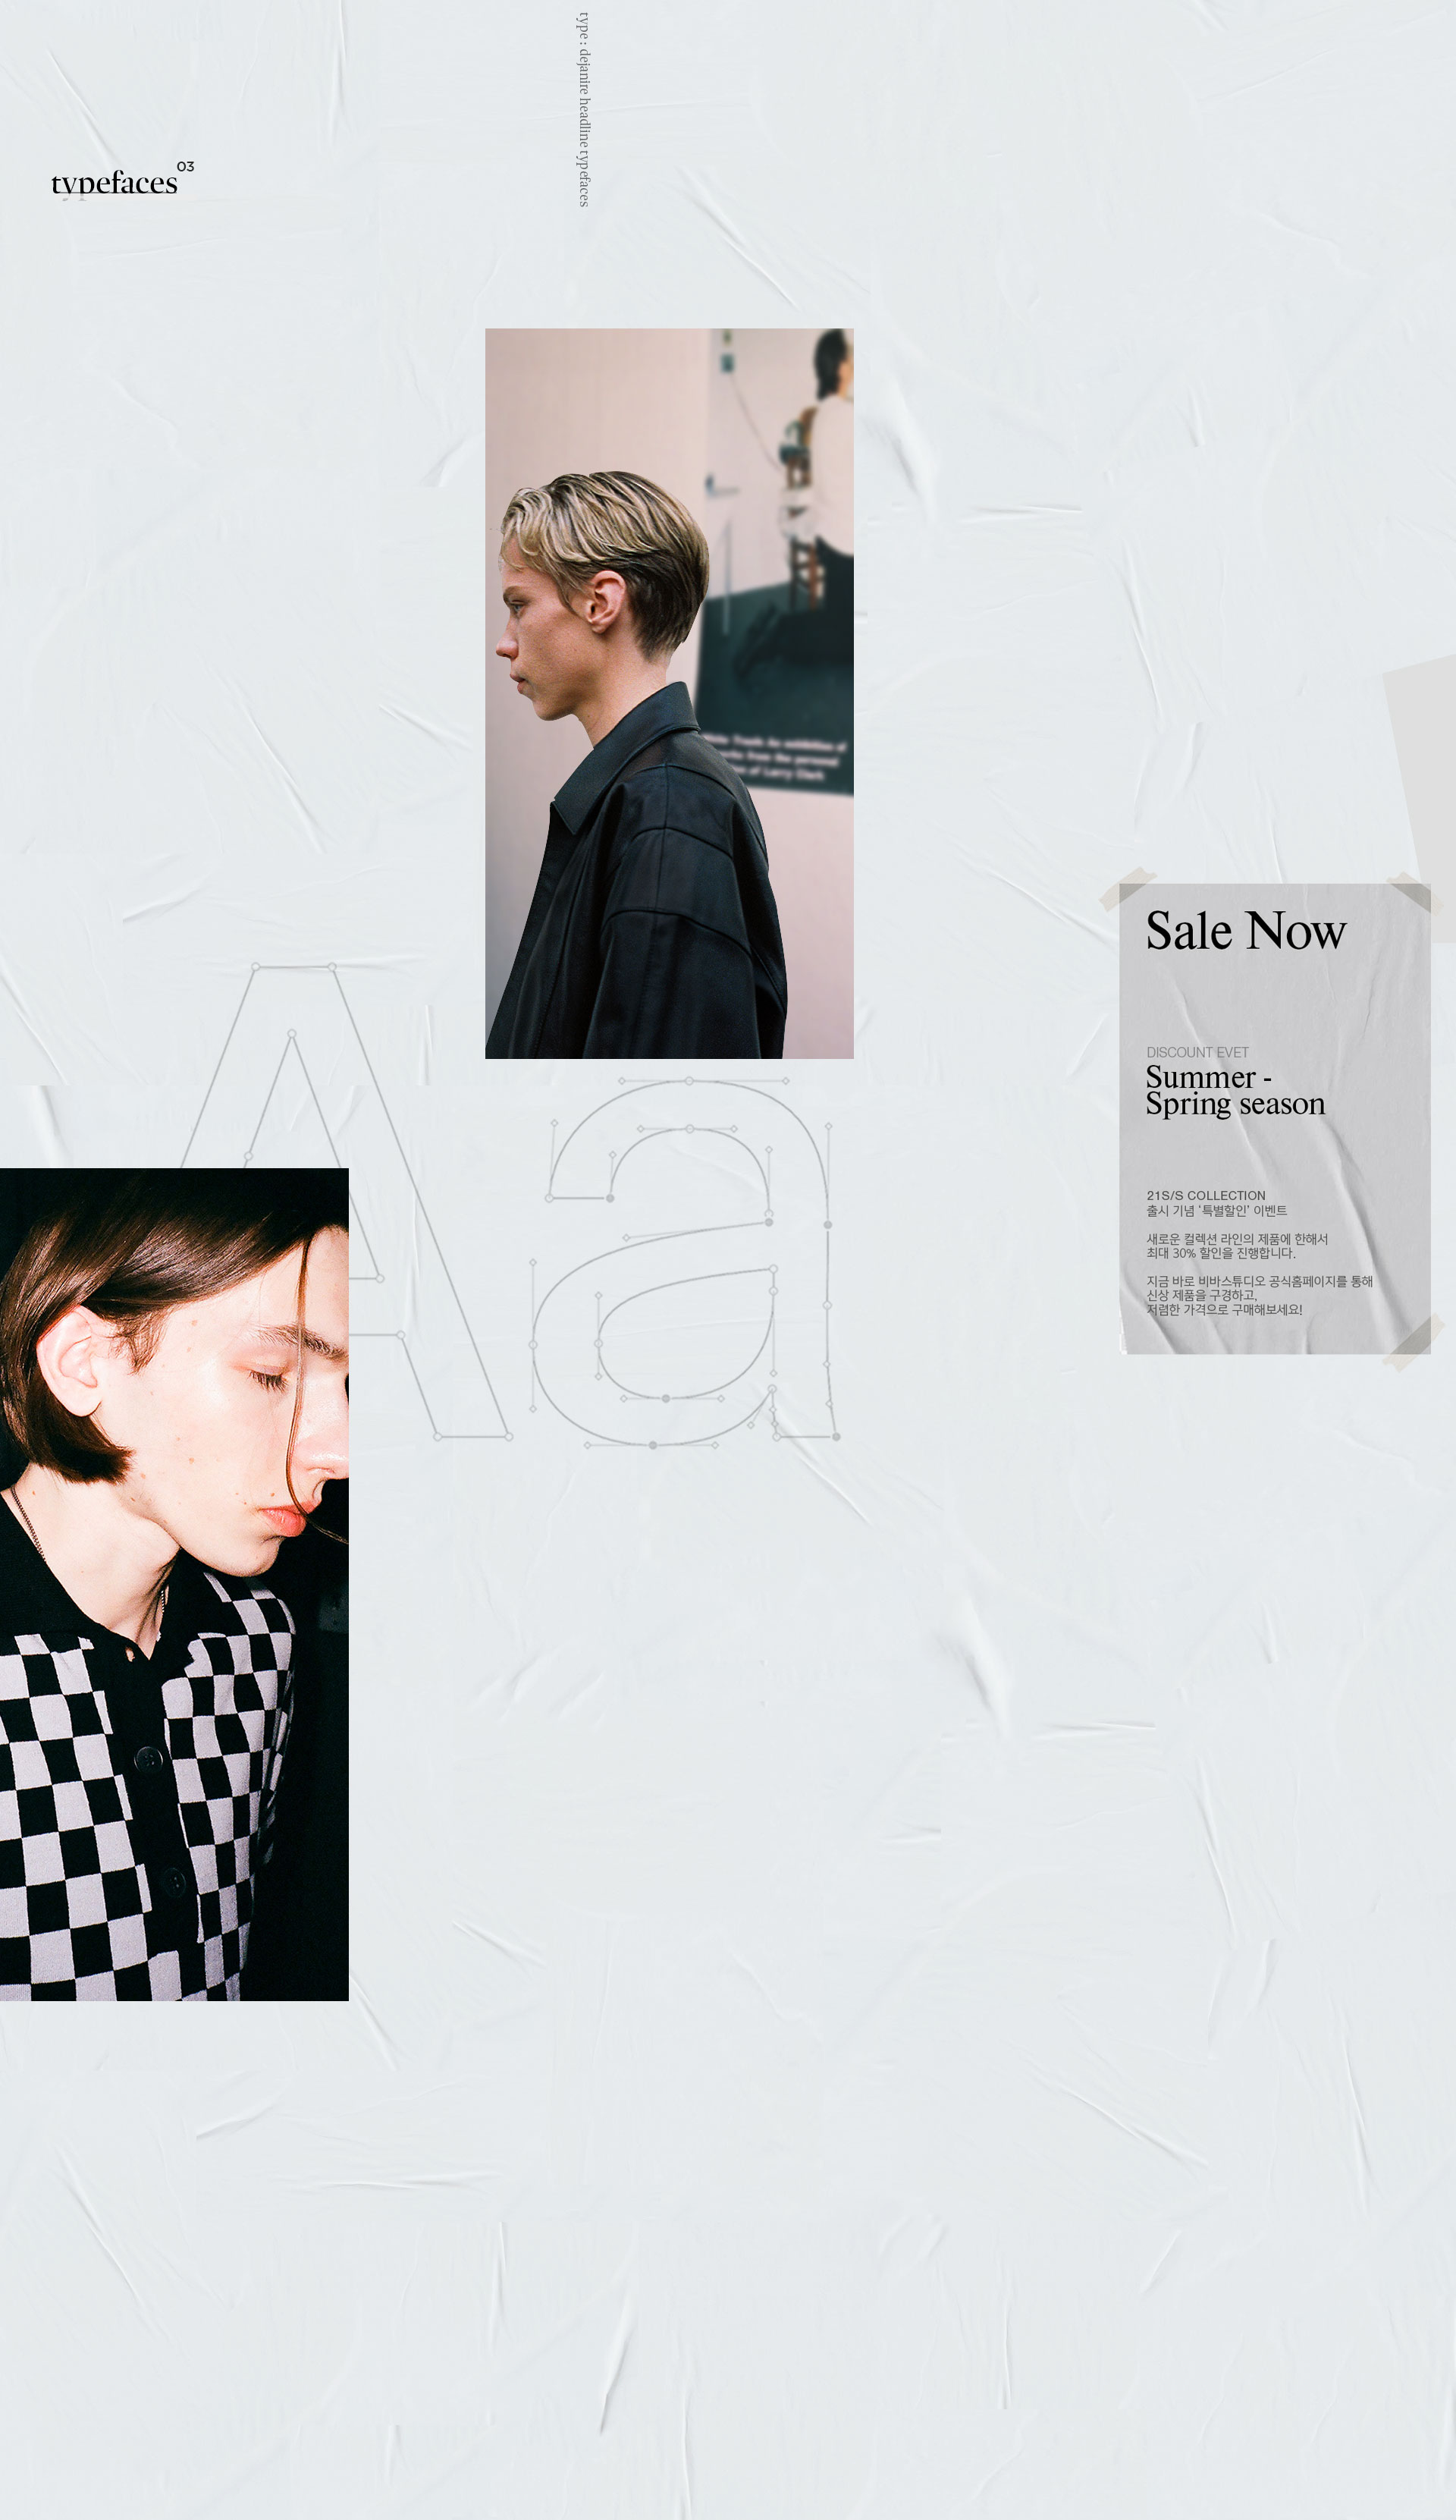 type : dejanire headline typefaces
typefaces
03
Aa
Sale Now
DISCOUNT EVET
Summer -
Spring season
21S/S COLLECTION
출시 기념 ‘특별할인’ 이벤트
새로운 컬렉션 라인의 제품에 한해서
최대 30% 할인을 진행합니다.
지금 바로 비바스튜디오 공식홈페이지를 통해
신상 제품을 구경하고,
저렴한 가격으로 구매해보세요!